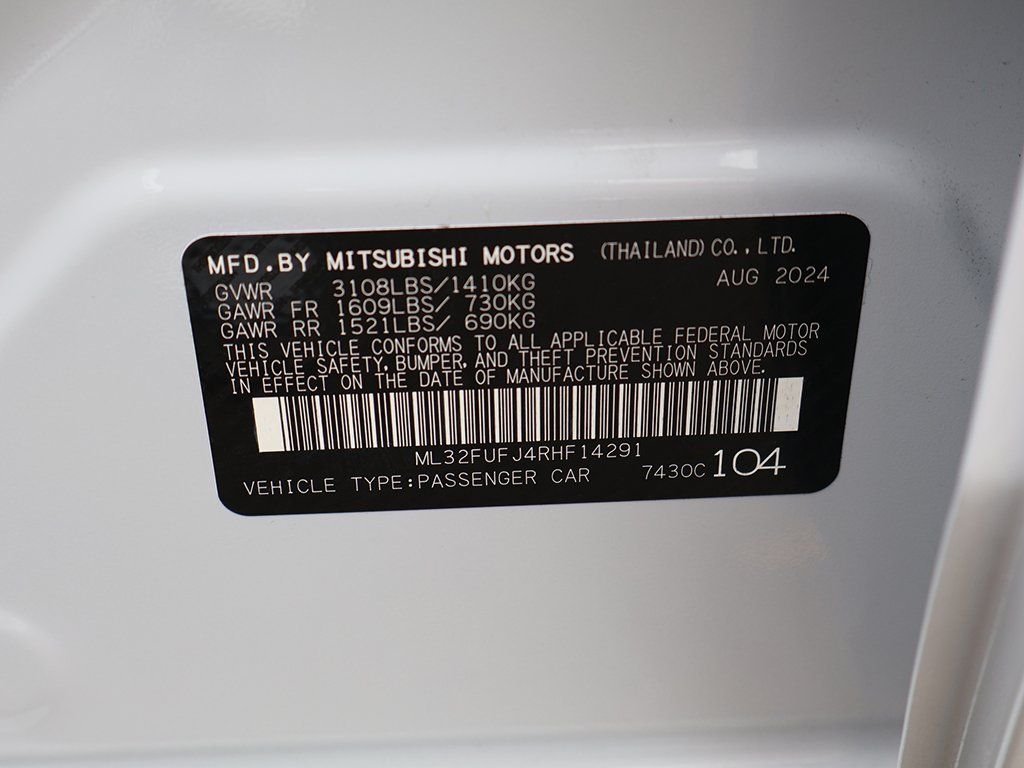 MFD.BY MITSUBISHI MOTORS (THAILAND) CO., LTD.
AUG 2024
GVWR 3108LBS/1410KG
GAWR FR 1609LBS/ 730KG
GAWR RR 1521LBS/ 690KG
THIS VEHICLE CONFORMS TO ALL APPLICABLE FEDERAL MOTOR
VEHICLE SAFETY, BUMPER, AND THEFT PREVENTION STANDARDS
IN EFFECT ON THE DATE OF MANUFACTURE SHOWN ABOVE.
ML32FUFJ4RHF14291
VEHICLE TYPE:PASSENGER CAR 7430C 104